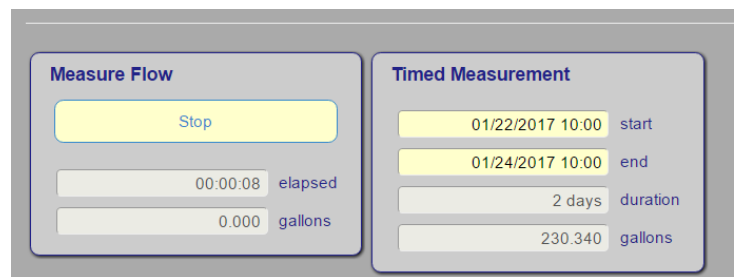 Measure Flow
Stop
00:00:08 elapsed
0.000 gallons
Timed Measurement
01/22/2017 10:00 start
01/24/2017 10:00 end
2 days duration
230.340 gallons